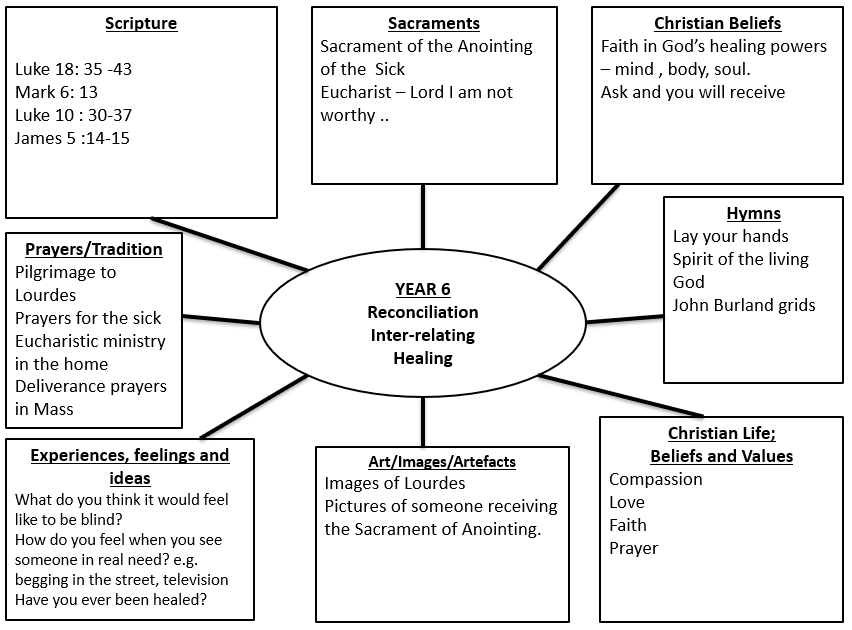 Scripture
Luke 18: 35 -43
Mark 6: 13
Luke 10 : 30-37
James 5 :14-15
Sacraments
Sacrament of the Anointing
of the  Sick
Eucharist – Lord I am not
worthy ..
Christian Beliefs
Faith in God’s healing powers
– mind , body, soul.
Ask and you will receive
Prayers/Tradition
Pilgrimage to
Lourdes
Prayers for the sick
Eucharistic ministry
in the home
Deliverance prayers
in Mass
YEAR 6
Reconciliation
Inter-relating
Healing
Hymns
Lay your hands
Spirit of the living
God
John Burland grids
Experiences, feelings and
ideas
What do you think it would feel
like to be blind?
How do you feel when you see
someone in real need? e.g.
begging in the street, television
Have you ever been healed?
Art/Images/Artefacts
Images of Lourdes
Pictures of someone receiving
the Sacrament of Anointing.
Christian Life;
Beliefs and Values
Compassion
Love
Faith
Prayer